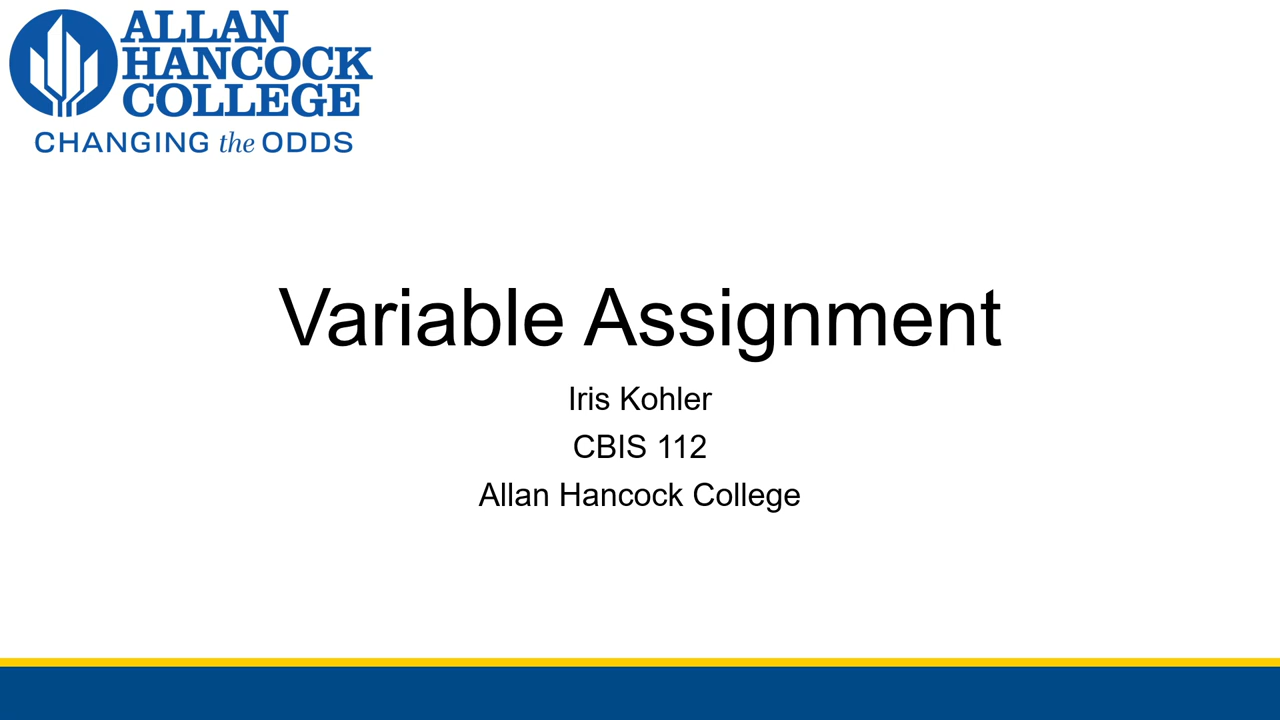 ALLAN
HANCOCK
COLLEGE
CHANGING the ODDS
Variable Assignment
Iris Kohler
CBIS 112
Allan Hancock College